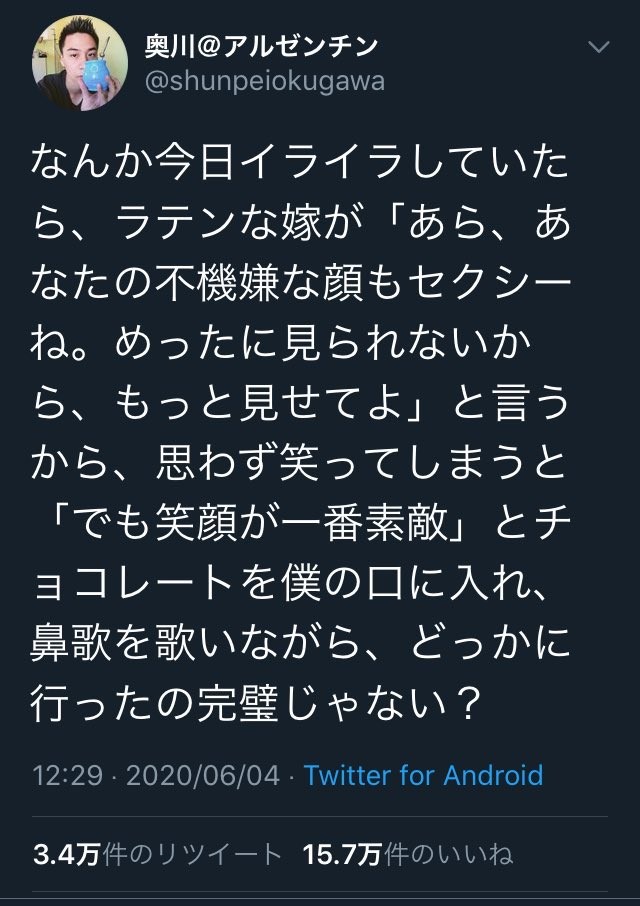 奥川@アルゼンチン
@shunpeiokugawa
なんか今日イライラしていた
ら、ラテンな嫁が「あら、あ
なたの不機嫌な顔もセクシー
ね。めったに見られないか
ら、もっと見せてよ」と言う
から、思わず笑ってしまうと
「でも笑顔が一番素敵」とチ
ョコレートを僕の口に入れ、
鼻歌を歌いながら、どっかに
行ったの完璧じゃない？
12:29 · 2020/06/04 · Twitter for Android
3.4万件のリツイート 15.7万件のいいね